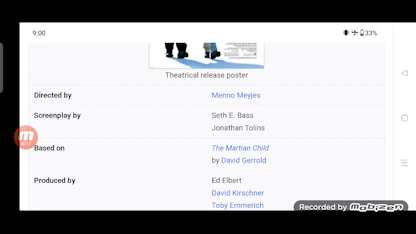 9:00
33%
Theatrical release poster
Directed by Menno Meyjes
Screenplay by Seth E. Bass
Jonathan Tolins
Based on The Martian Child
by David Gerrold
Produced by Ed Elbert
David Kirschner
Toby Emmerich
Recorded by Mobizen